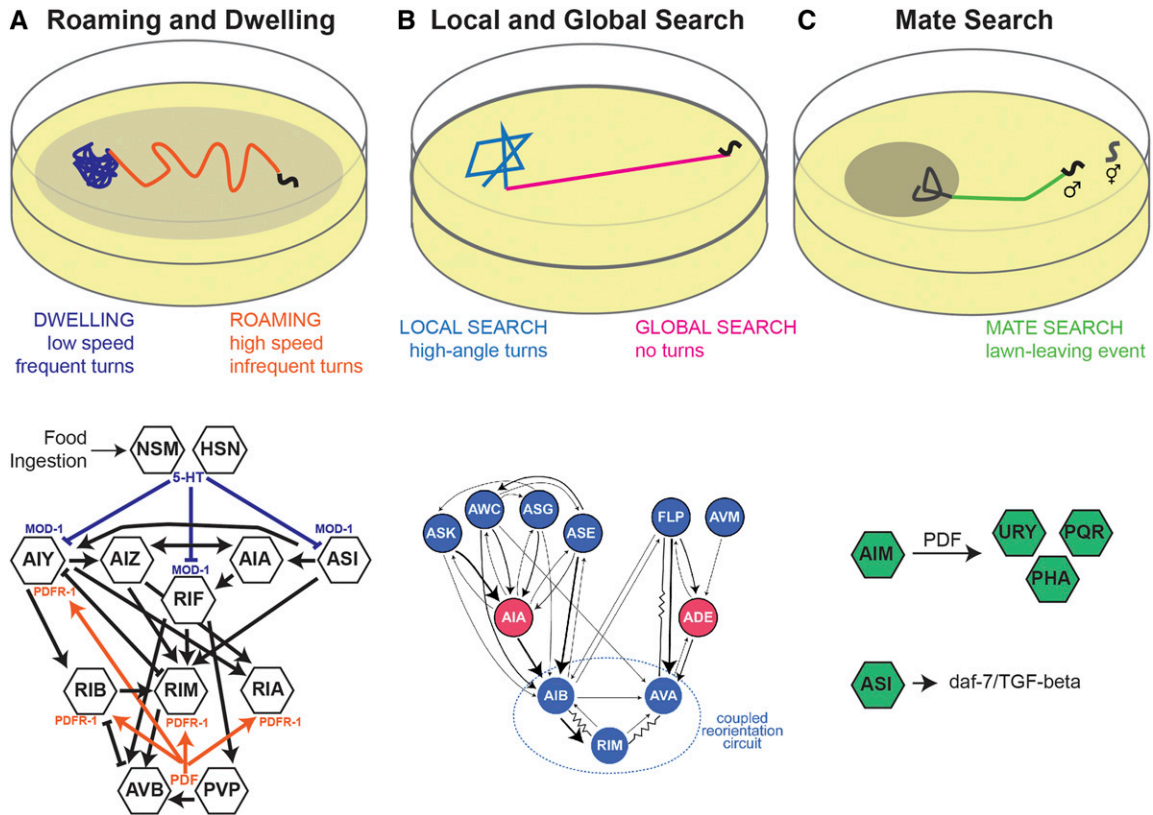 A Roaming and Dwelling
B Local and Global Search
C Mate Search
♂
⚥
DWELLING
low speed
frequent turns
ROAMING
high speed
infrequent turns
LOCAL SEARCH
high-angle turns
GLOBAL SEARCH
no turns
MATE SEARCH
lawn-leaving event
Food
Ingestion
NSM
HSN
5-HT
MOD-1
MOD-1
AIY
AIZ
MOD-1
AIA
ASI
PDFR-1
RIF
RIB
RIM
RIA
PDFR-1
PDFR-1
PDFR-1
PDF
AVB
PVP
ASK
AWC
ASG
ASE
FLP
AVM
AIA
ADE
AIB
AVA
RIM
coupled
reorientation
circuit
AIM
PDF
URY
PQR
PHA
ASI
daf-7/TGF-beta